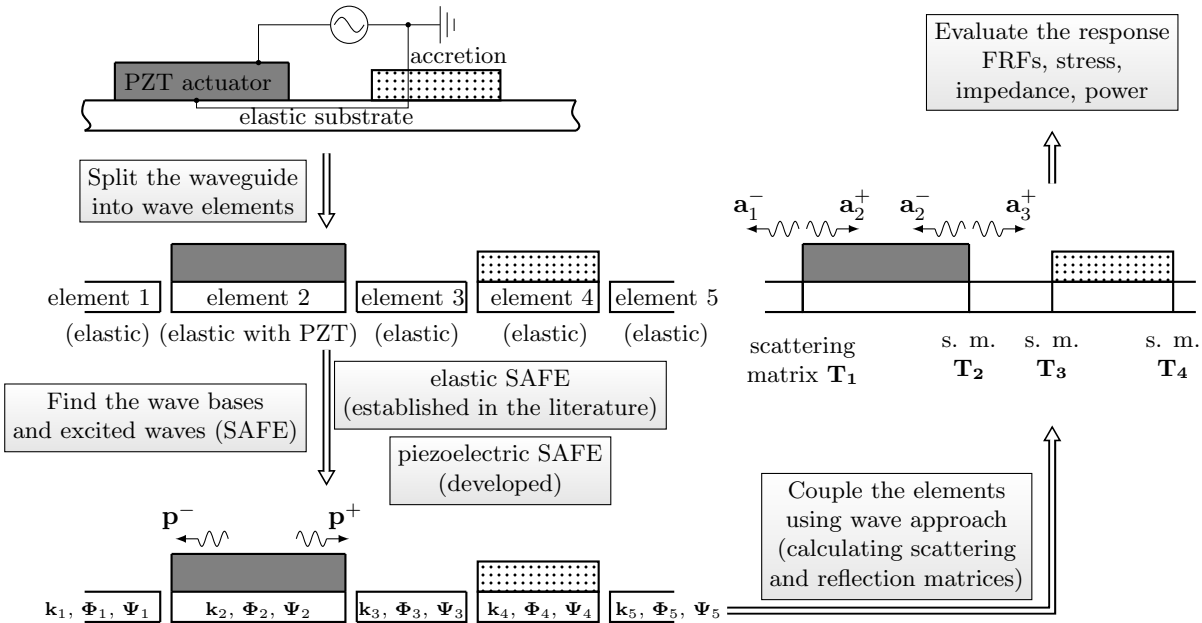 PZT actuator
accretion
elastic substrate
Split the waveguide
into wave elements
element 1
element 2
element 3
element 4
element 5
(elastic)
(elastic with PZT)
(elastic)
(elastic)
(elastic)
Find the wave bases
and excited waves (SAFE)
elastic SAFE
(established in the literature)
piezoelectric SAFE
(developed)
p⁻
p⁺
k₁, Φ₁, Ψ₁
k₂, Φ₂, Ψ₂
k₃, Φ₃, Ψ₃
k₄, Φ₄, Ψ₄
k₅, Φ₅, Ψ₅
Couple the elements
using wave approach
(calculating scattering
and reflection matrices)
a₁⁻
a₂⁺
a₂⁻
a₃⁺
scattering
matrix T₁
s. m.
T₂
s. m.
T₃
s. m.
T₄
Evaluate the response
FRFs, stress,
impedance, power